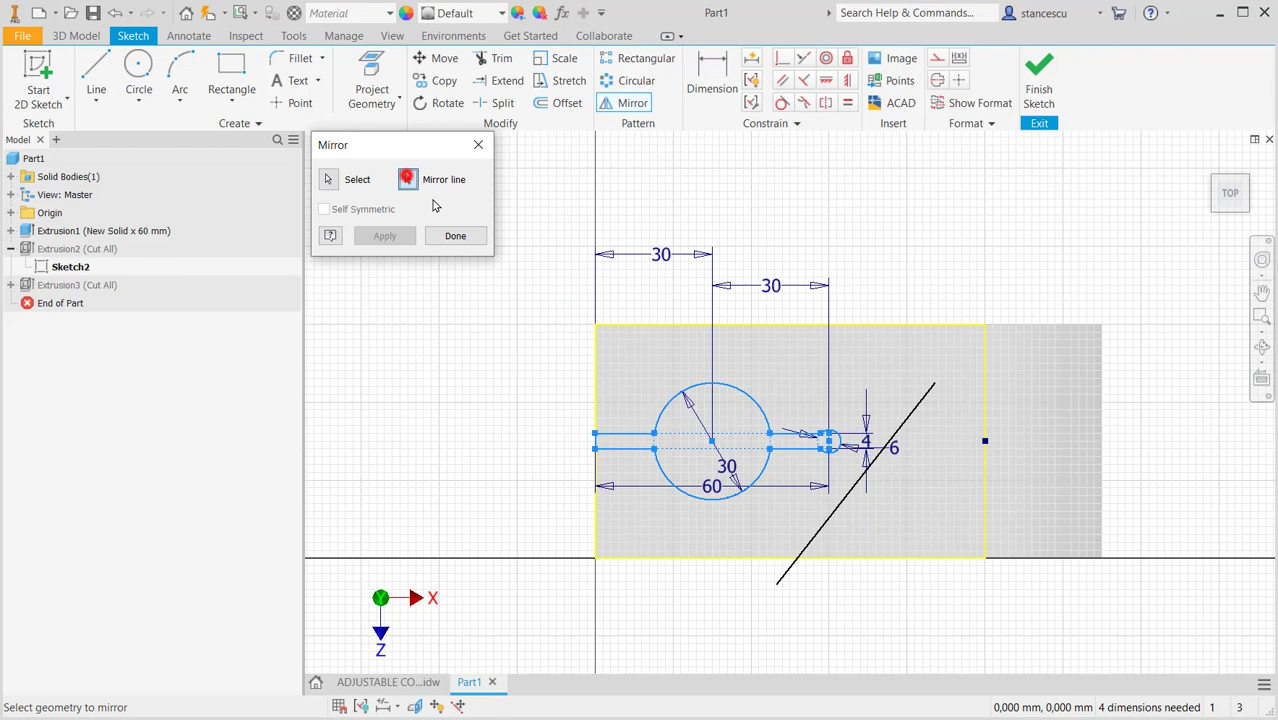 PRO
Material
Default
Part1
Search Help & Commands...
stancescu
File
3D Model
Sketch
Annotate
Inspect
Tools
Manage
View
Environments
Get Started
Collaborate
Start
2D Sketch
Line
Circle
Arc
Rectangle
Fillet
Text
Point
Project
Geometry
Move
Copy
Rotate
Trim
Extend
Split
Scale
Stretch
Offset
Rectangular
Circular
Mirror
Dimension
Image
Points
ACAD
Show Format
Finish
Sketch
Sketch
Create
Modify
Pattern
Constrain
Insert
Format
Exit
Model
Part1
Solid Bodies(1)
View: Master
Origin
Extrusion1 (New Solid x 60 mm)
Extrusion2 (Cut All)
Sketch2
Extrusion3 (Cut All)
End of Part
Mirror
Select
Mirror line
Self Symmetric
Apply
Done
TOP
30
30
4
6
30
60
X
Y
Z
ADJUSTABLE CO...idw
Part1
Select geometry to mirror
0,000 mm, 0,000 mm
4 dimensions needed
1
3